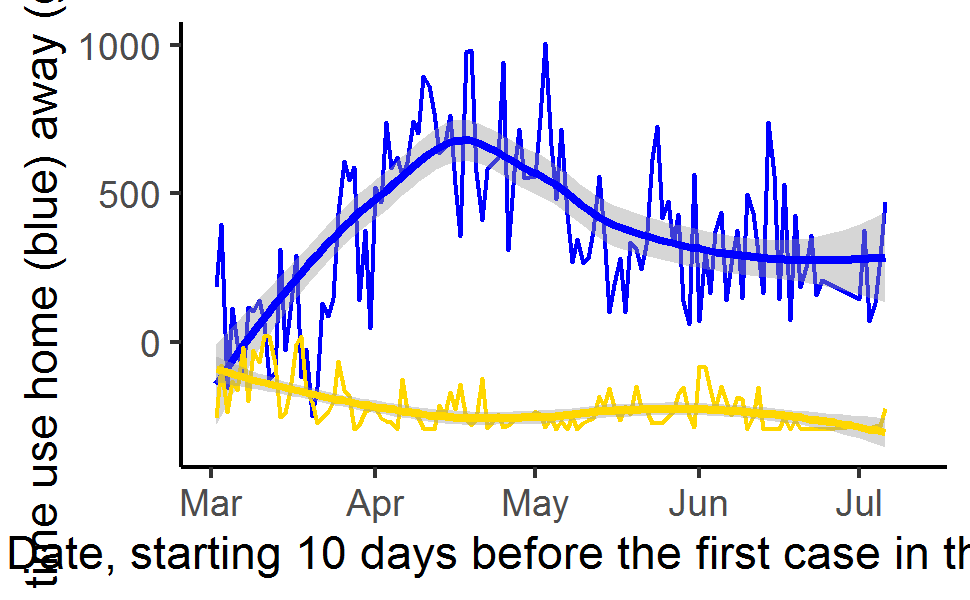 time use home (blue) away (
1000
500
0
Mar Apr May Jun Jul
Date, starting 10 days before the first case in th